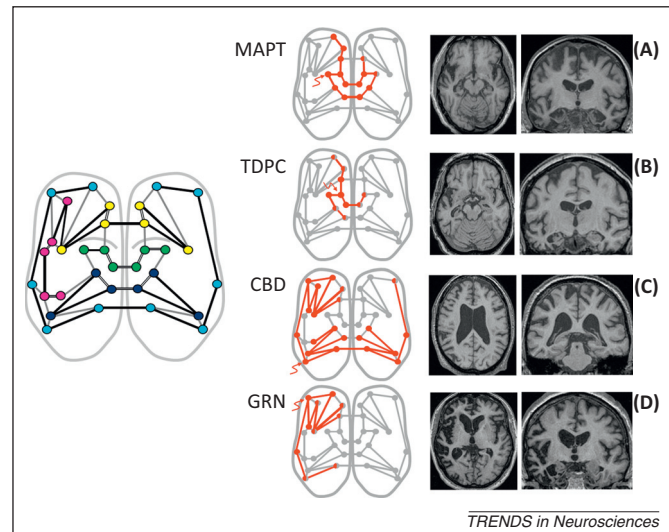 MAPT
(A)
TDPC
(B)
CBD
(C)
GRN
(D)
TRENDS in Neurosciences